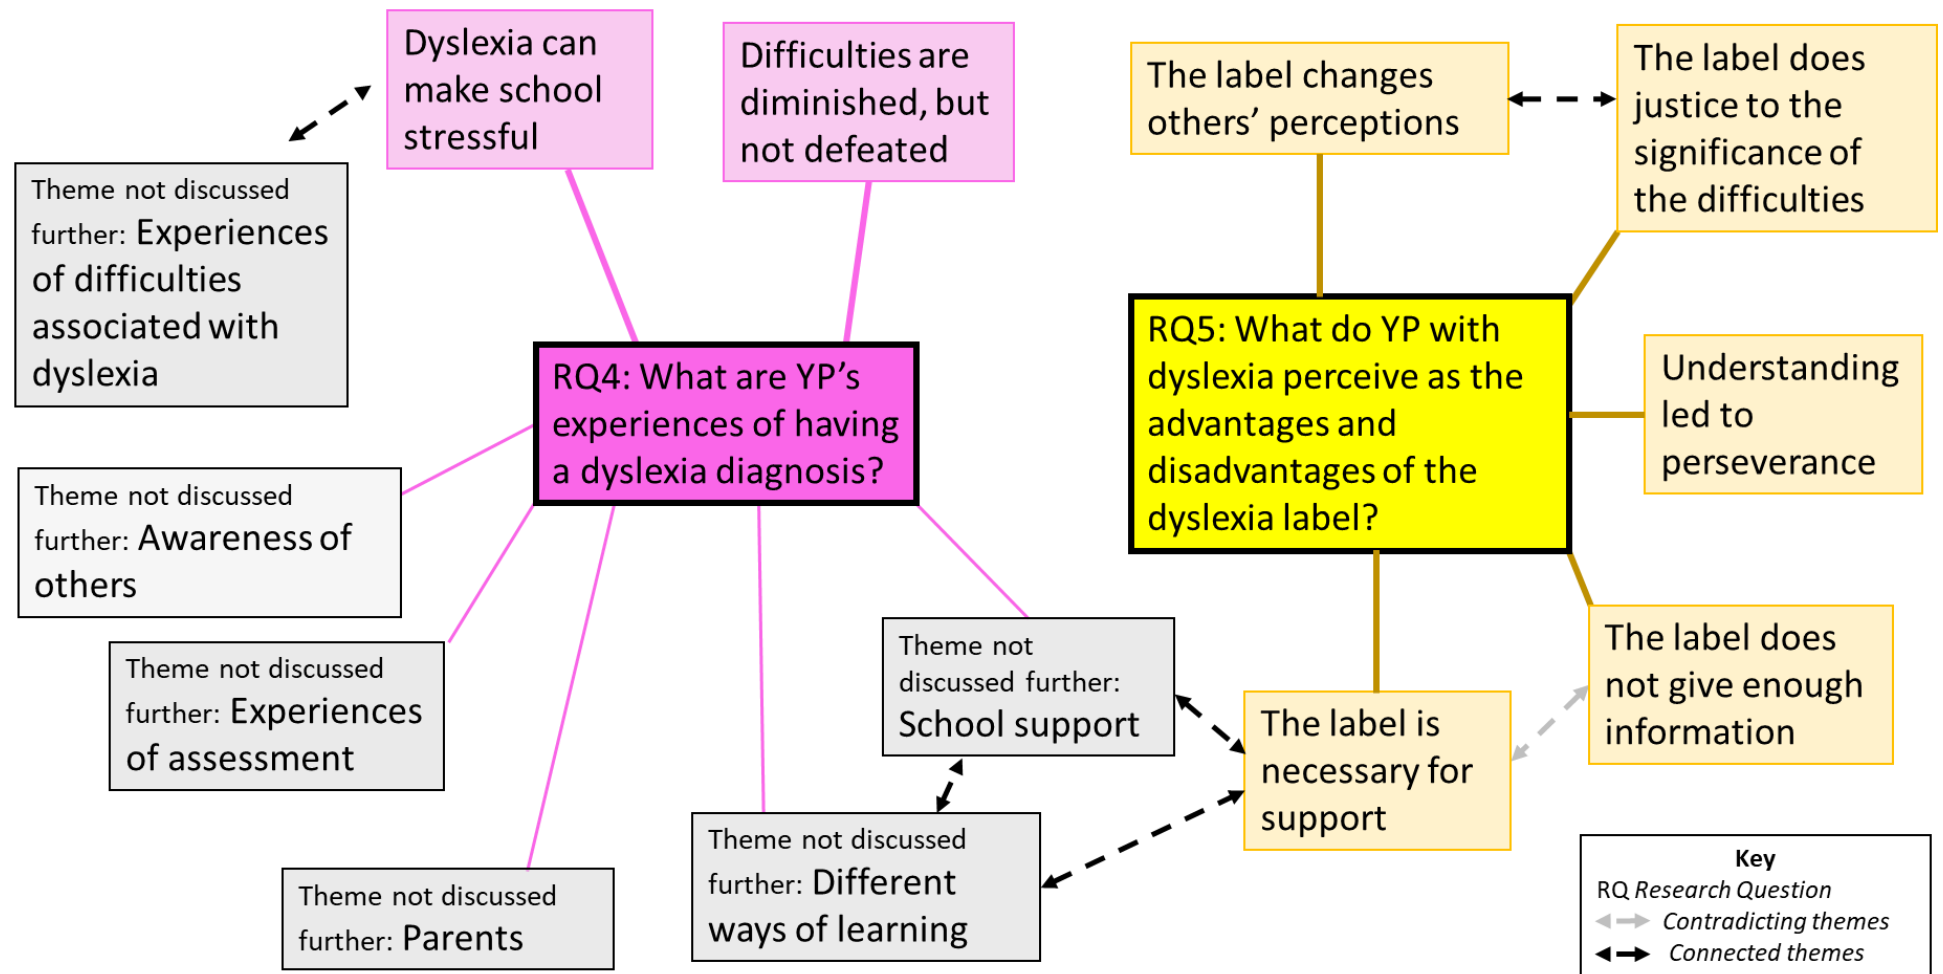 Dyslexia can
make school
stressful
Difficulties are
diminished, but
not defeated
The label changes
others’ perceptions
The label does
justice to the
significance of
the difficulties
Theme not discussed
further: Experiences
of difficulties
associated with
dyslexia
RQ4: What are YP’s
experiences of having
a dyslexia diagnosis?
RQ5: What do YP with
dyslexia perceive as the
advantages and
disadvantages of the
dyslexia label?
Understanding
led to
perseverance
Theme not discussed
further: Awareness of
others
Theme not discussed
further: Experiences
of assessment
Theme not
discussed further:
School support
The label is
necessary for
support
The label does
not give enough
information
Theme not discussed
further: Parents
Theme not discussed
further: Different
ways of learning
Key
RQ Research Question
Contradicting themes
Connected themes